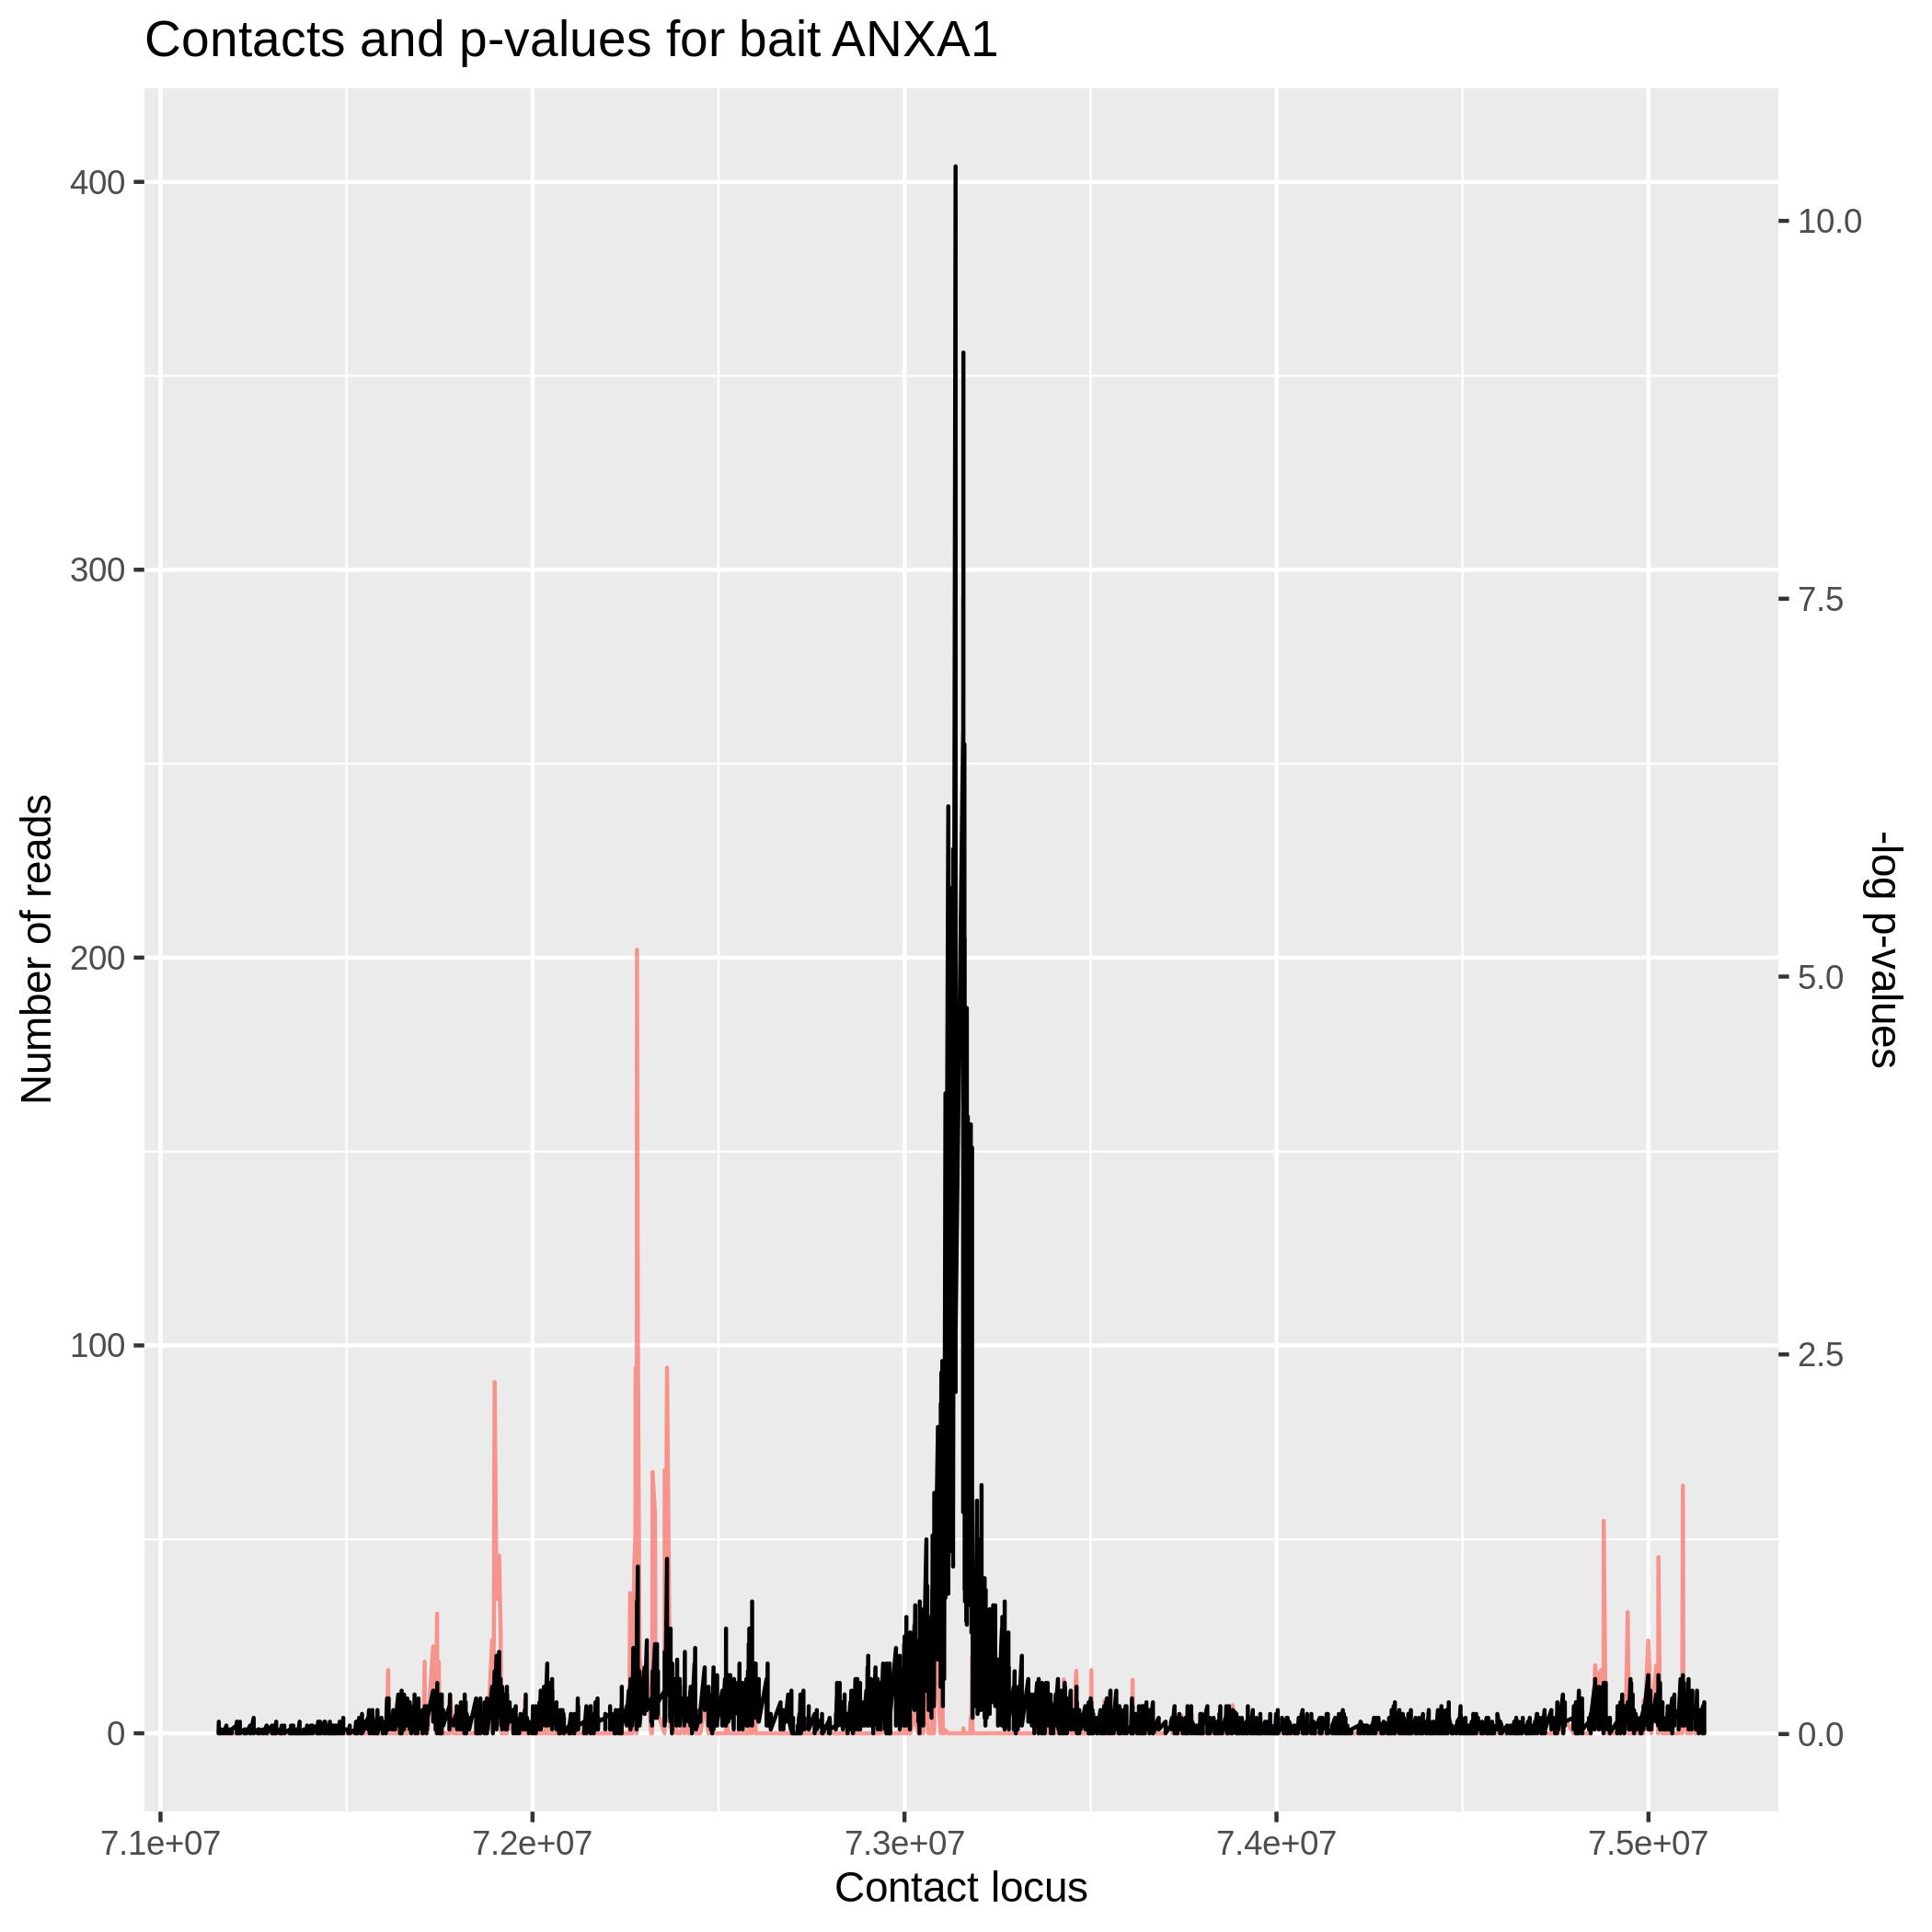 Contacts and p-values for bait ANXA1
400
300
200
100
0
Number of reads
10.0
7.5
5.0
2.5
0.0
-log p-values
7.1e+07 7.2e+07 7.3e+07 7.4e+07 7.5e+07
Contact locus